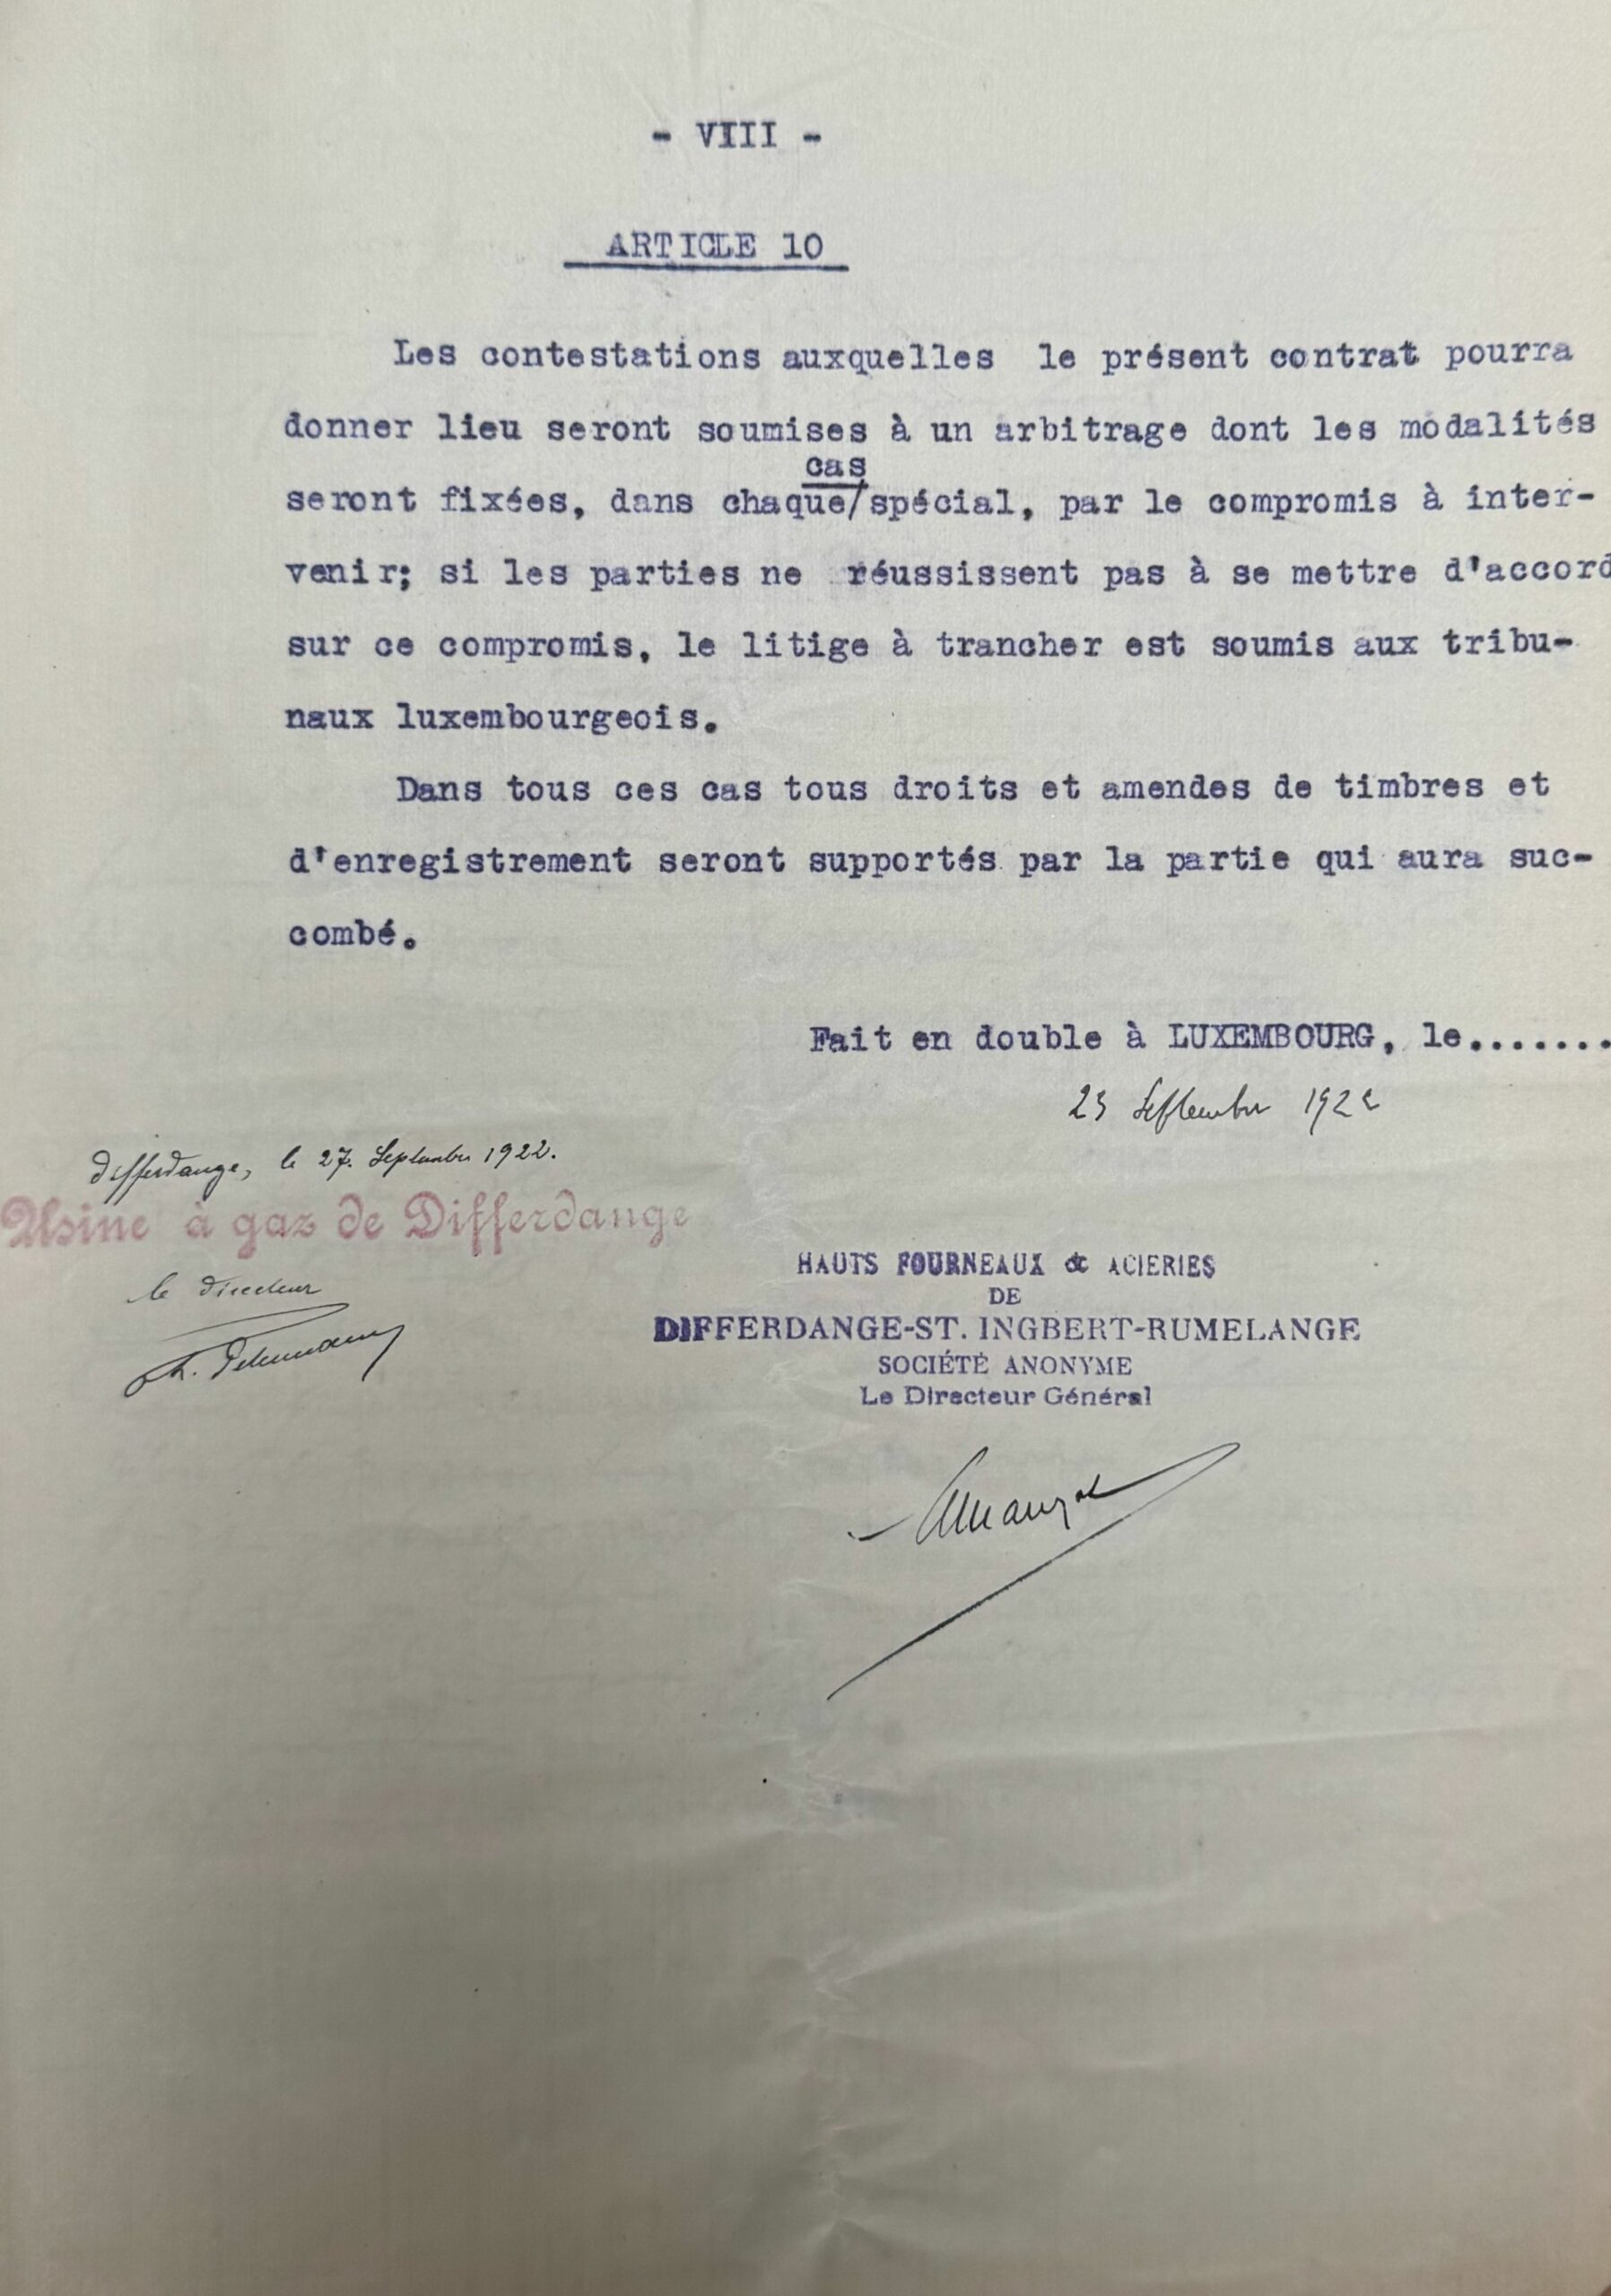 - VIII -
ARTICLE 10
Les contestations auxquelles le présent contrat pourra
donner lieu seront soumises à un arbitrage dont les modalités
cas
seront fixées, dans chaque/spécial, par le compromis à inter-
venir; si les parties ne réussissent pas à se mettre d'accord
sur ce compromis, le litige à trancher est soumis aux tribu-
naux luxembourgeois.
Dans tous ces cas tous droits et amendes de timbres et
d'enregistrement seront supportés par la partie qui aura suc-
combé.
Fait en double à LUXEMBOURG, le.......
23 Septembre 1922
Differdange, le 27. Septembre 1922.
Usine à gaz de Differdange
le Directeur
HAUTS FOURNEAUX & ACIERIES
DE
DIFFERDANGE-ST. INGBERT-RUMELANGE
SOCIÉTÉ ANONYME
Le Directeur Général